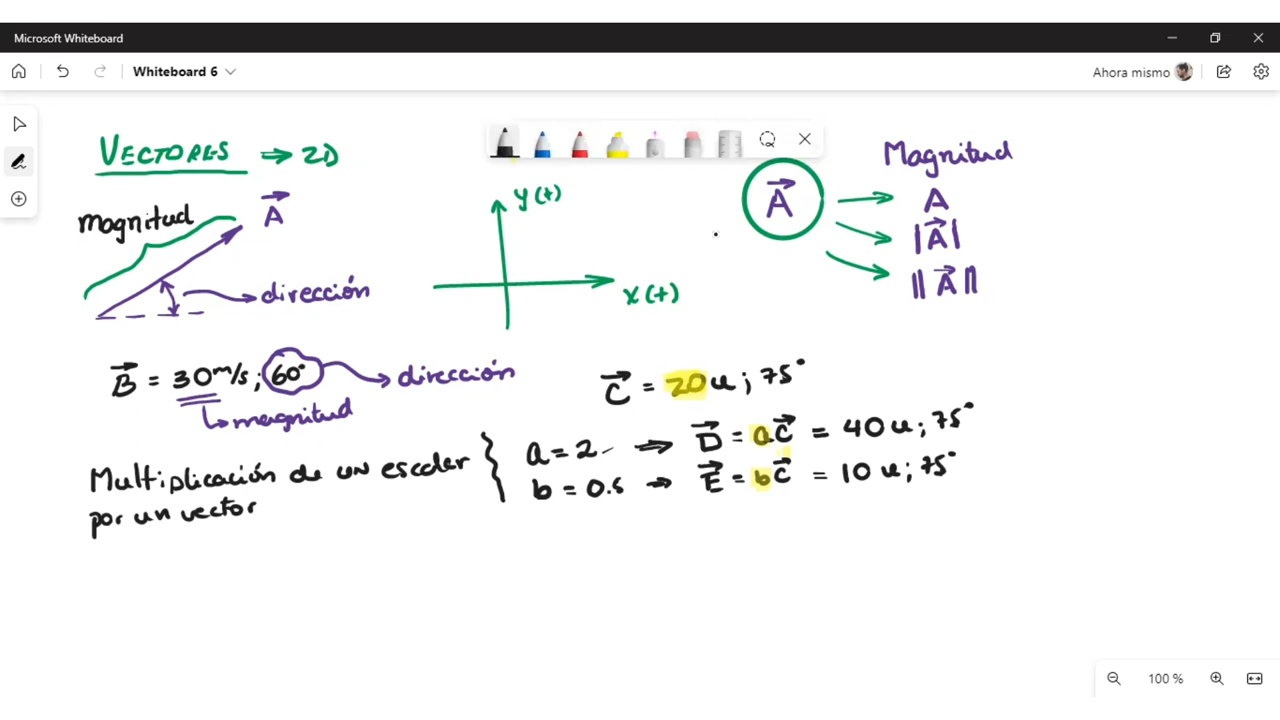 Microsoft Whiteboard
Whiteboard 6
Ahora mismo
VECTORES ⇒ 2D
magnitud
A⃗
dirección
y(+)
x(+)
A⃗
Magnitud
A
|A⃗|
||A⃗||
B⃗ = 30 m/s ; 60°
dirección
magnitud
C⃗ = 20 u ; 75°
Multiplicación de un escalar
por un vector
a = 2 ⇒ D⃗ = aC⃗ = 40 u ; 75°
b = 0.5 ⇒ E⃗ = bC⃗ = 10 u ; 75°
100 %